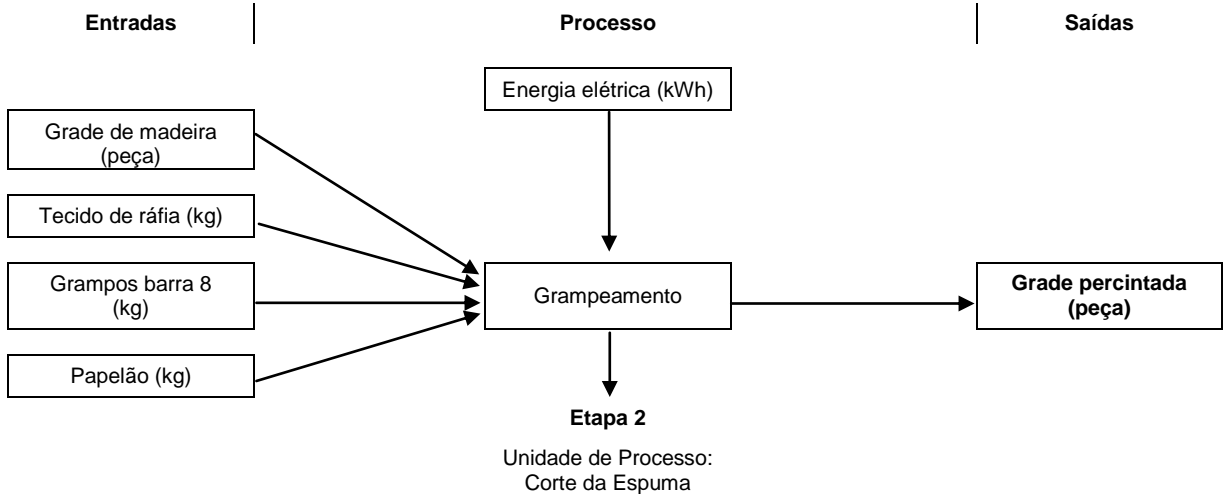 Entradas
Processo
Saídas
Energia elétrica (kWh)
Grade de madeira
(peça)
Tecido de ráfia (kg)
Grampos barra 8
(kg)
Papelão (kg)
Grampeamento
Grade percintada
(peça)
Etapa 2
Unidade de Processo:
Corte da Espuma